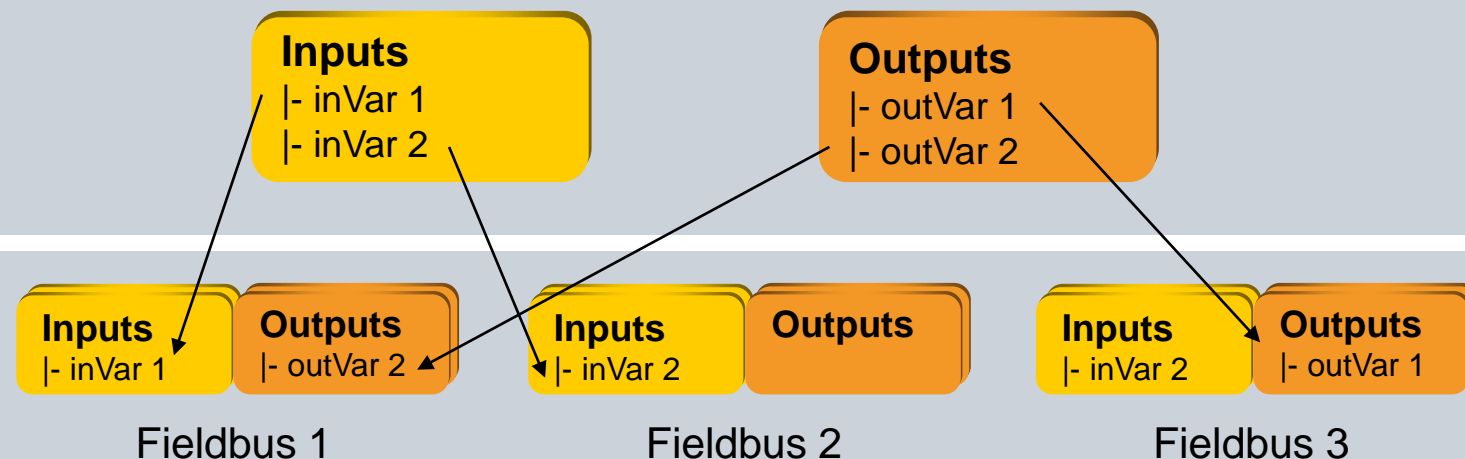 Inputs
|- inVar 1
|- inVar 2
Outputs
|- outVar 1
|- outVar 2
Inputs
|- inVar 1
Outputs
|- outVar 2
Fieldbus 1
Inputs
|- inVar 2
Outputs
Fieldbus 2
Inputs
|- inVar 2
Outputs
|- outVar 1
Fieldbus 3